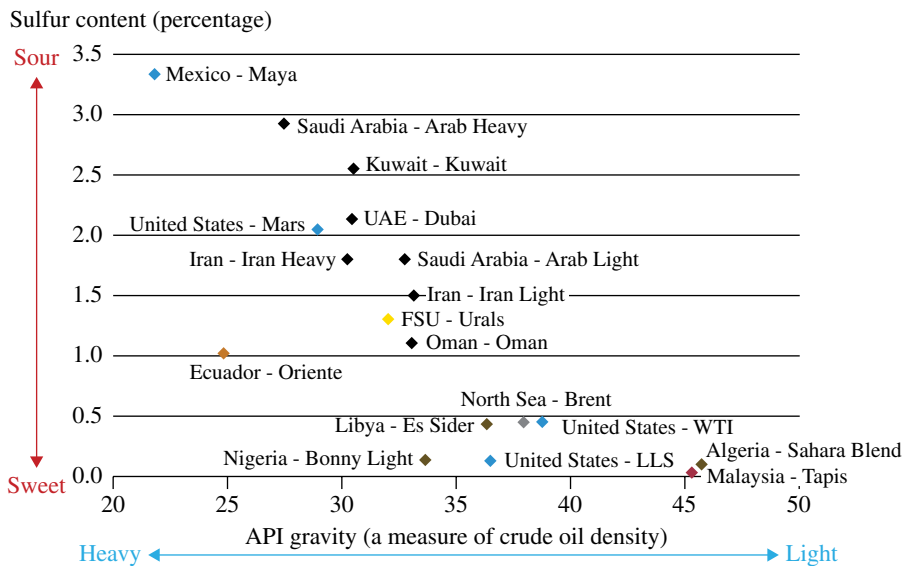 Sulfur content (percentage)
Sour
3.5
Mexico - Maya
3.0
Saudi Arabia - Arab Heavy
Kuwait - Kuwait
2.5
United States - Mars
UAE - Dubai
2.0
Iran - Iran Heavy
Saudi Arabia - Arab Light
1.5
Iran - Iran Light
FSU - Urals
Oman - Oman
1.0
Ecuador - Oriente
North Sea - Brent
0.5
Libya - Es Sider
United States - WTI
Nigeria - Bonny Light
United States - LLS
Algeria - Sahara Blend
Malaysia - Tapis
0.0
Sweet
20 25 30 35 40 45 50
API gravity (a measure of crude oil density)
Heavy
Light